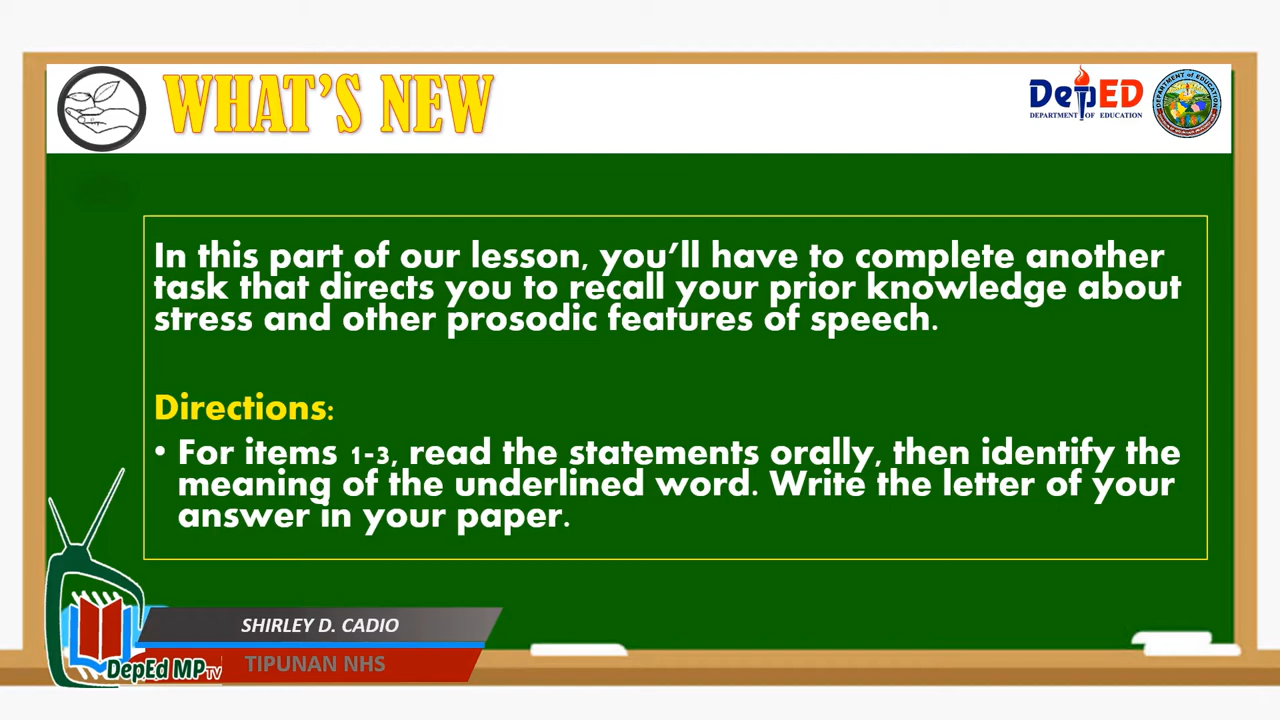 WHAT'S NEW
DepED
DEPARTMENT OF EDUCATION
DEPARTMENT of EDUCATION
In this part of our lesson, you'll have to complete another
task that directs you to recall your prior knowledge about
stress and other prosodic features of speech.
Directions:
• For items 1-3, read the statements orally, then identify the
meaning of the underlined word. Write the letter of your
answer in your paper.
SHIRLEY D. CADIO
DepEd MPTV
TIPUNAN NHS